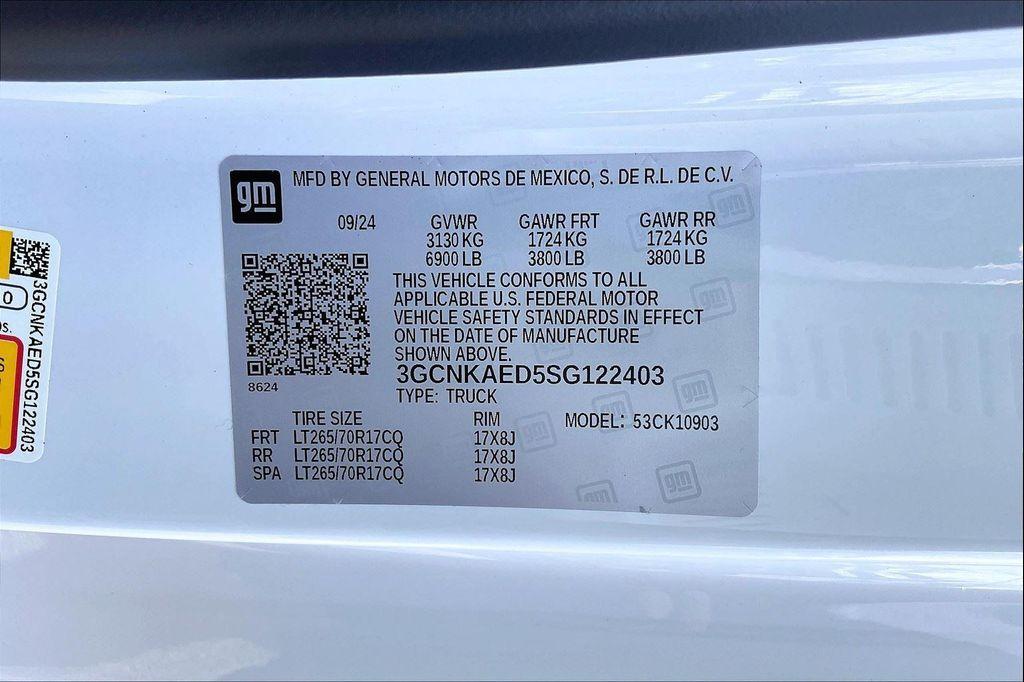 gm MFD BY GENERAL MOTORS DE MEXICO, S. DE R.L. DE C.V.
09/24 GVWR GAWR FRT GAWR RR
3130 KG 1724 KG 1724 KG
6900 LB 3800 LB 3800 LB
THIS VEHICLE CONFORMS TO ALL
APPLICABLE U.S. FEDERAL MOTOR
VEHICLE SAFETY STANDARDS IN EFFECT
ON THE DATE OF MANUFACTURE
SHOWN ABOVE.
8624
3GCNKAED5SG122403
TYPE: TRUCK
TIRE SIZE RIM MODEL: 53CK10903
FRT LT265/70R17CQ 17X8J
RR LT265/70R17CQ 17X8J
SPA LT265/70R17CQ 17X8J
3GCNKAED5SG122403
0
S